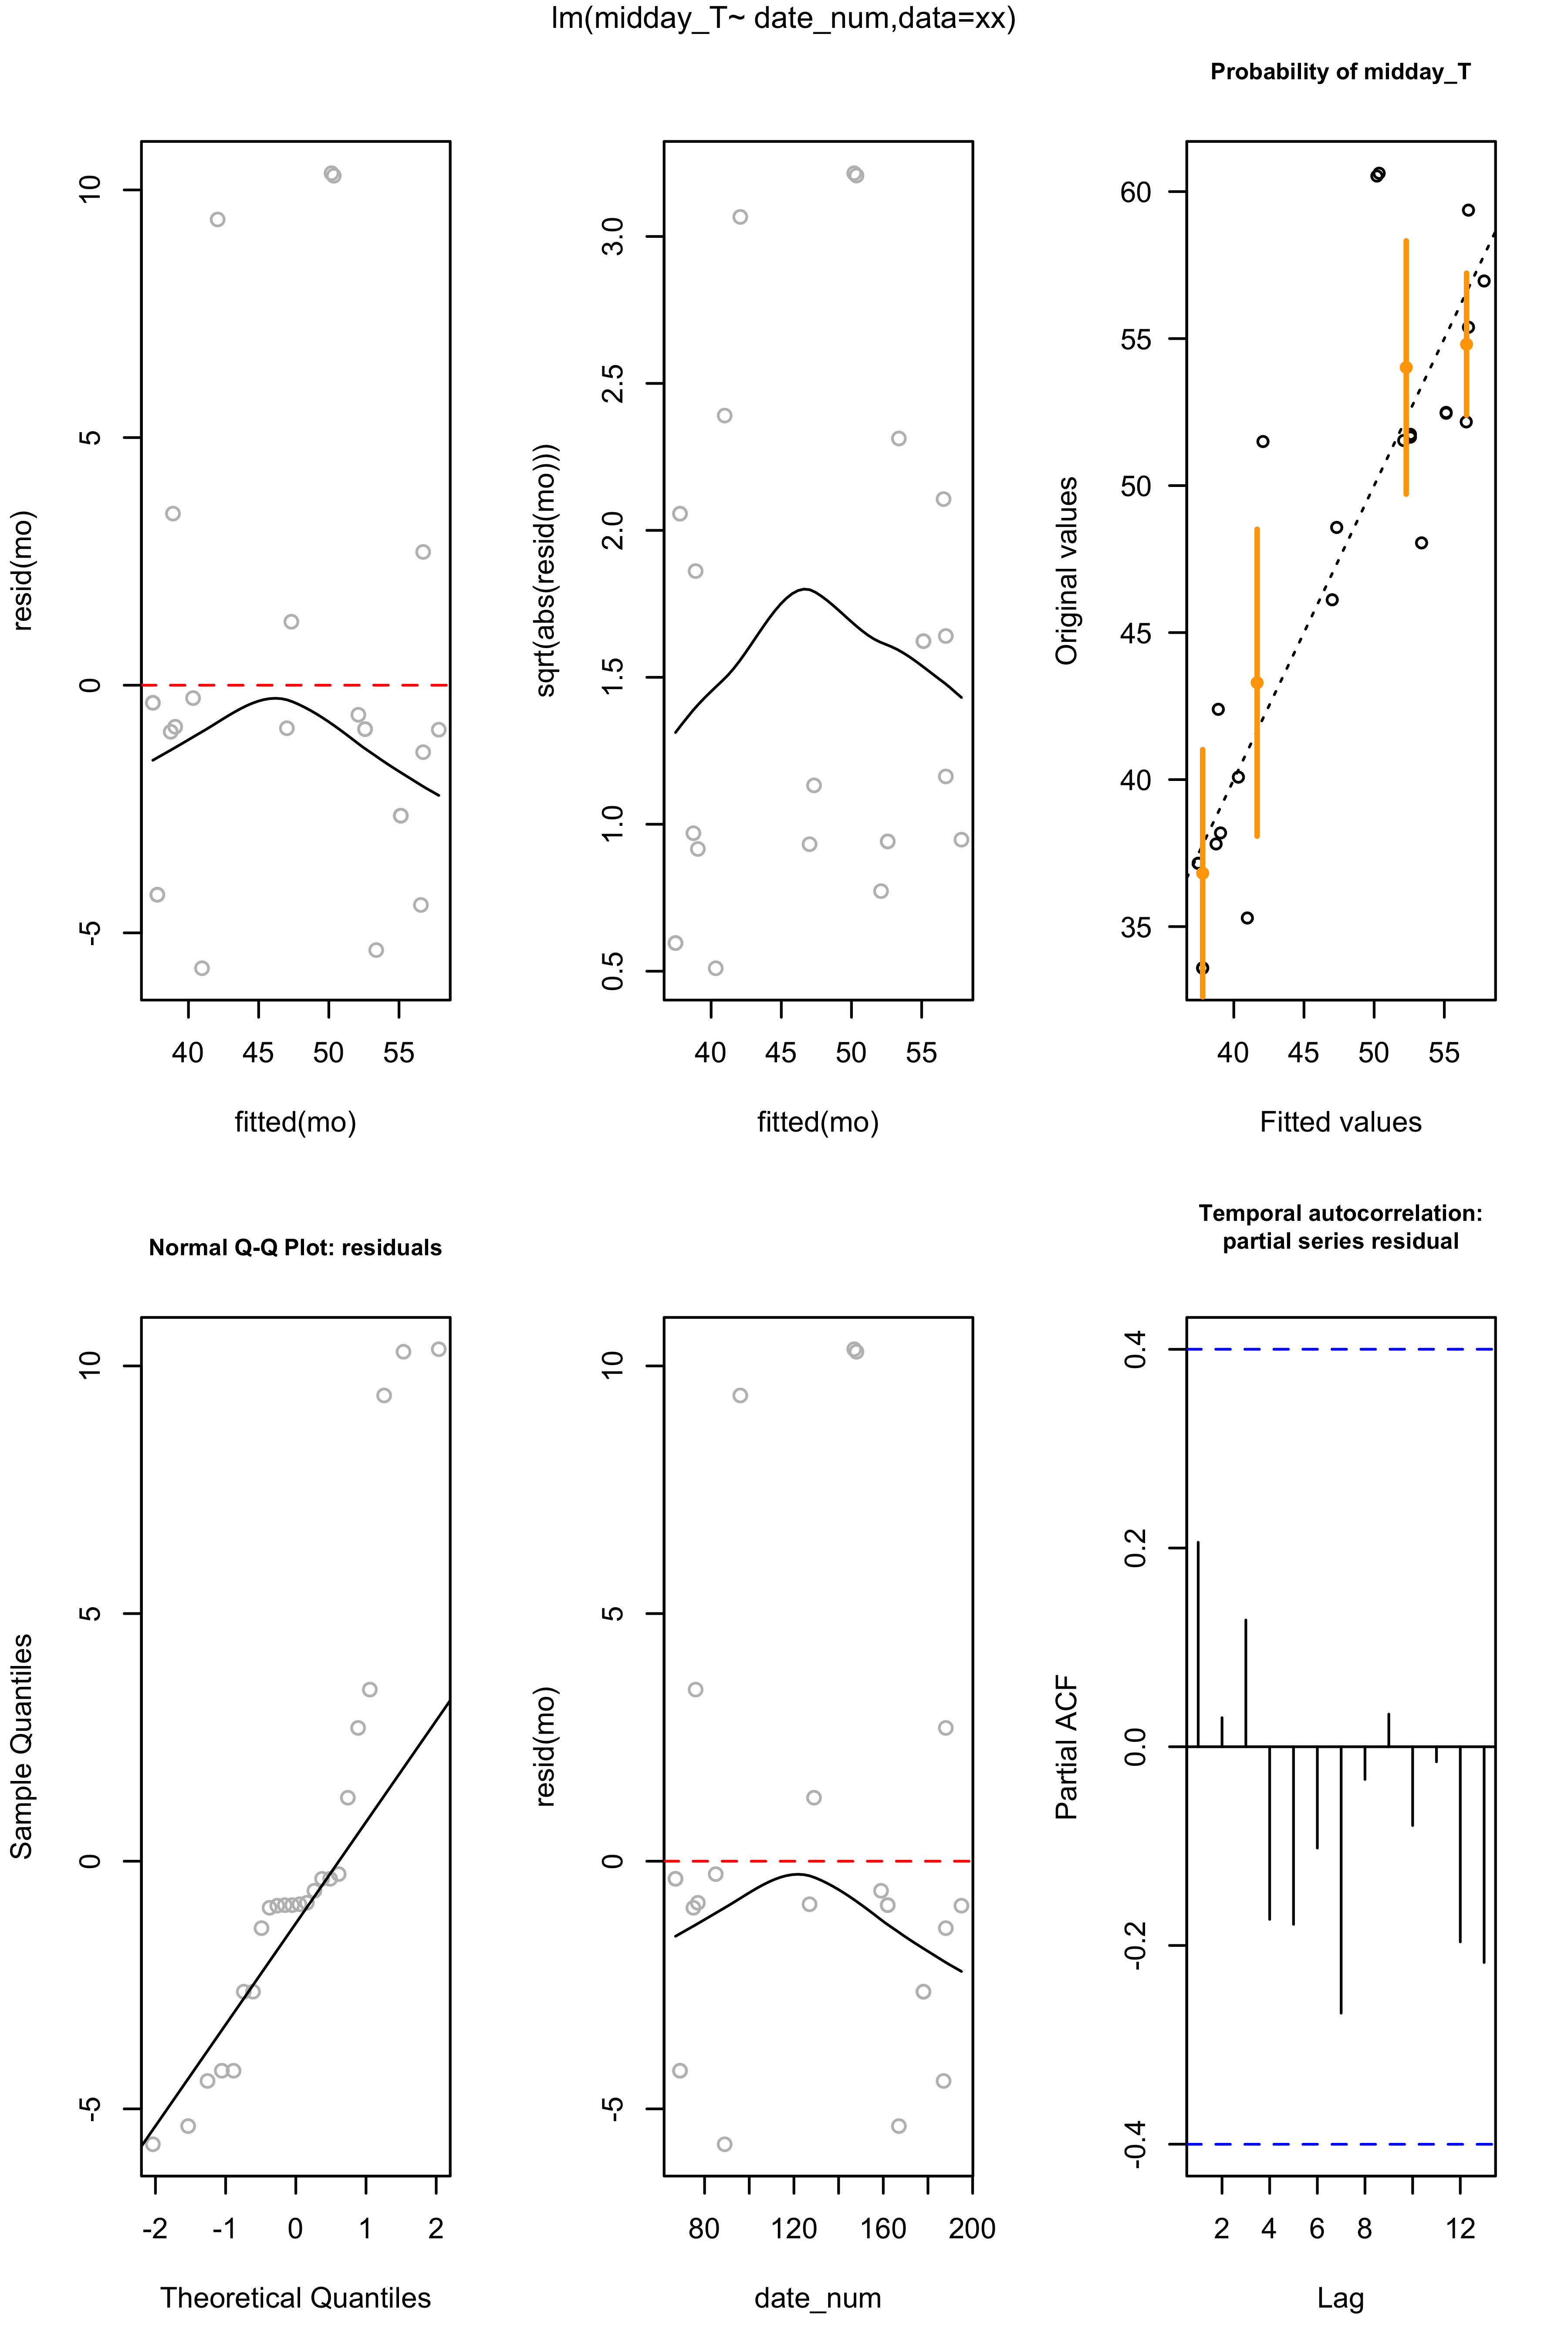 lm(midday_T~ date_num,data=xx)
10
5
0
-5
resid(mo)
40 45 50 55
fitted(mo)
3.0
2.5
2.0
1.5
1.0
0.5
sqrt(abs(resid(mo)))
40 45 50 55
fitted(mo)
Probability of midday_T
60
55
50
45
40
35
Original values
40 45 50 55
Fitted values
Normal Q-Q Plot: residuals
10
5
0
-5
Sample Quantiles
-2 -1 0 1 2
Theoretical Quantiles
10
5
0
-5
resid(mo)
80 120 160 200
date_num
Temporal autocorrelation:
partial series residual
0.4
0.2
0.0
-0.2
-0.4
Partial ACF
2 4 6 8 12
Lag